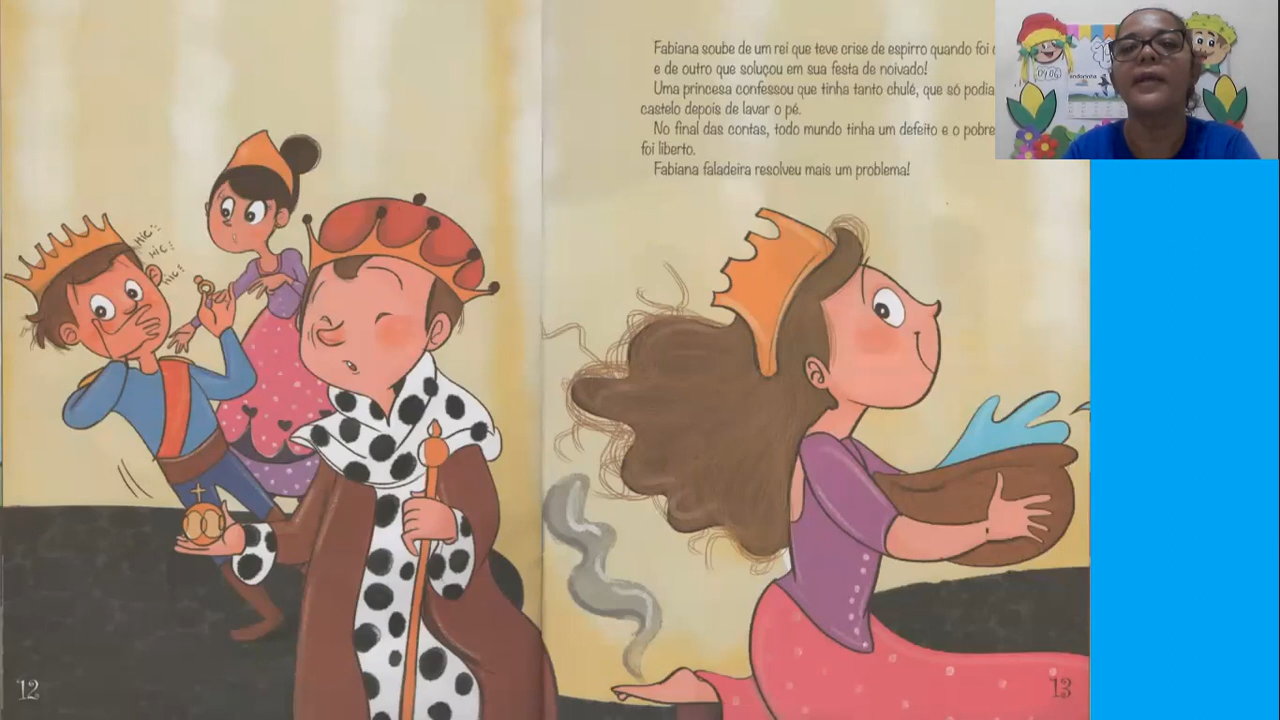 HIC!
HIC!
HIC!
Fabiana soube de um rei que teve crise de espirro quando foi
e de outro que soluçou em sua festa de noivado!
Uma princesa confessou que tinha tanto chulé, que só podia
castelo depois de lavar o pé.
No final das contas, todo mundo tinha um defeito e o pobre
foi liberto.
Fabiana faladeira resolveu mais um problema!
12
13